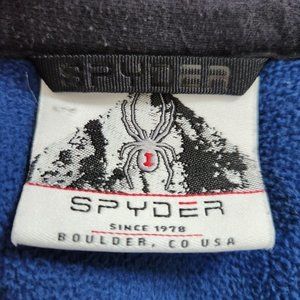 SPYDER
SPYDER
SINCE 1978
BOULDER, CO USA